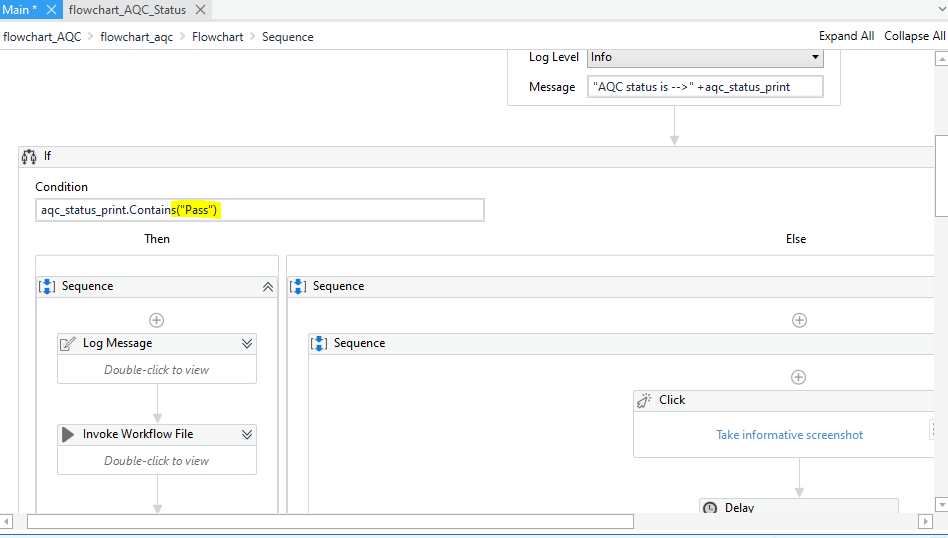 Main * flowchart_AQC_Status
flowchart_AQC flowchart_aqc Flowchart Sequence Expand All Collapse All
Log Level Info
Message "AQC status is -->" +aqc_status_print
If
Condition
aqc_status_print.Contains("Pass")
Then Else
Sequence Sequence
Log Message Sequence
Double-click to view
Click
Invoke Workflow File Take informative screenshot
Double-click to view
Delay